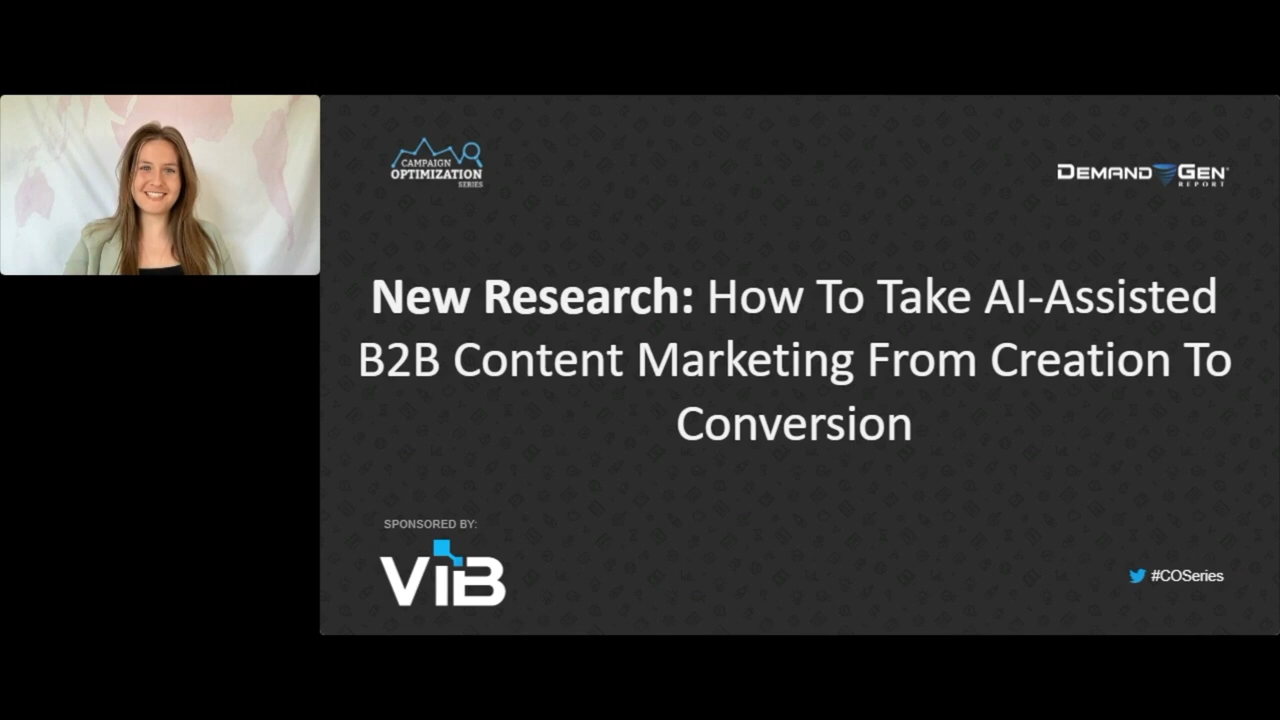 CAMPAIGN
OPTIMIZATION
SERIES
DEMAND GEN
REPORT
New Research: How To Take AI-Assisted
B2B Content Marketing From Creation To
Conversion
SPONSORED BY:
ViB
#COSeries